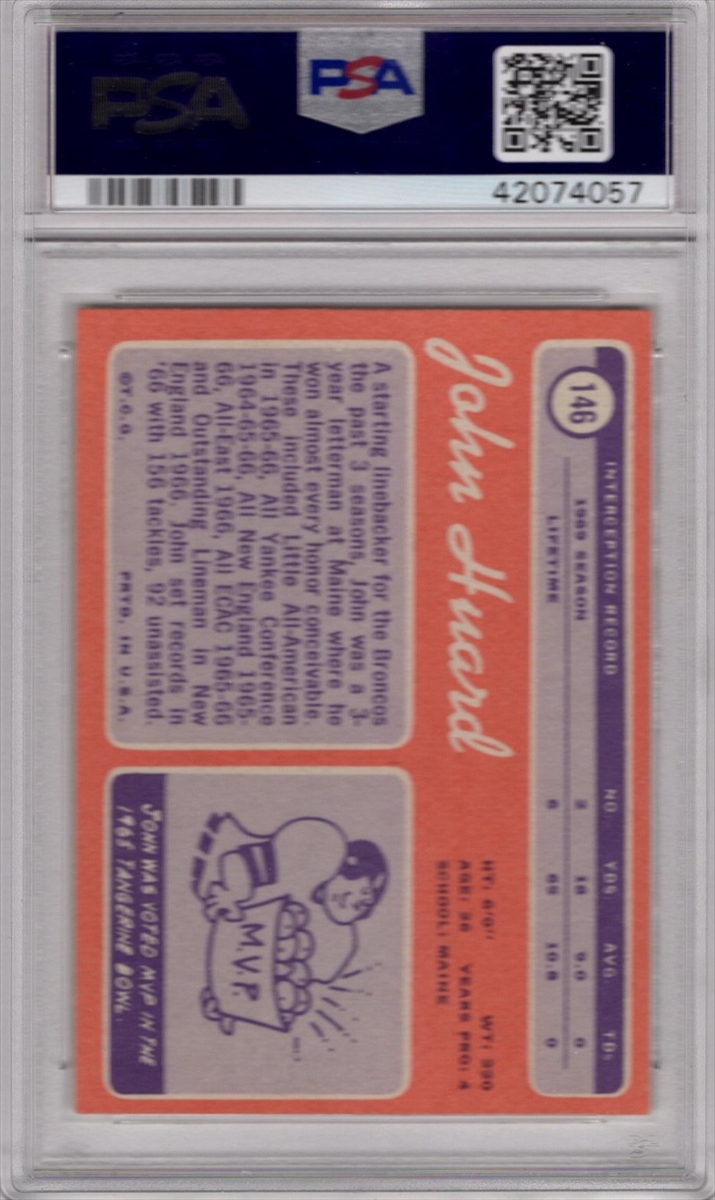 PSA
PSA
42074057
146
INTERCEPTION RECORD NO. YDS. AVG. TDs
1969 SEASON 2 18 9.0 0
LIFETIME 6 65 10.8 0
John Huard
HT: 6'0" WT: 220
AGE: 26 YEARS PRO: 4
SCHOOL: MAINE
A starting linebacker for the Broncos
the past 3 seasons, John was a 3-
year letterman at Maine where he
won almost every honor conceivable.
These included Little All-American
in 1965-66, All Yankee Conference
1964-65-66, All New England 1965-
66, All-East 1966, All ECAC 1965-66
and Outstanding Lineman in New
England 1966. John set records in
'66 with 156 tackles, 92 unassisted.
©T.C.G. PRTD. IN U.S.A.
M.V.P.
JOHN WAS VOTED MVP IN THE
1965 TANGERINE BOWL.